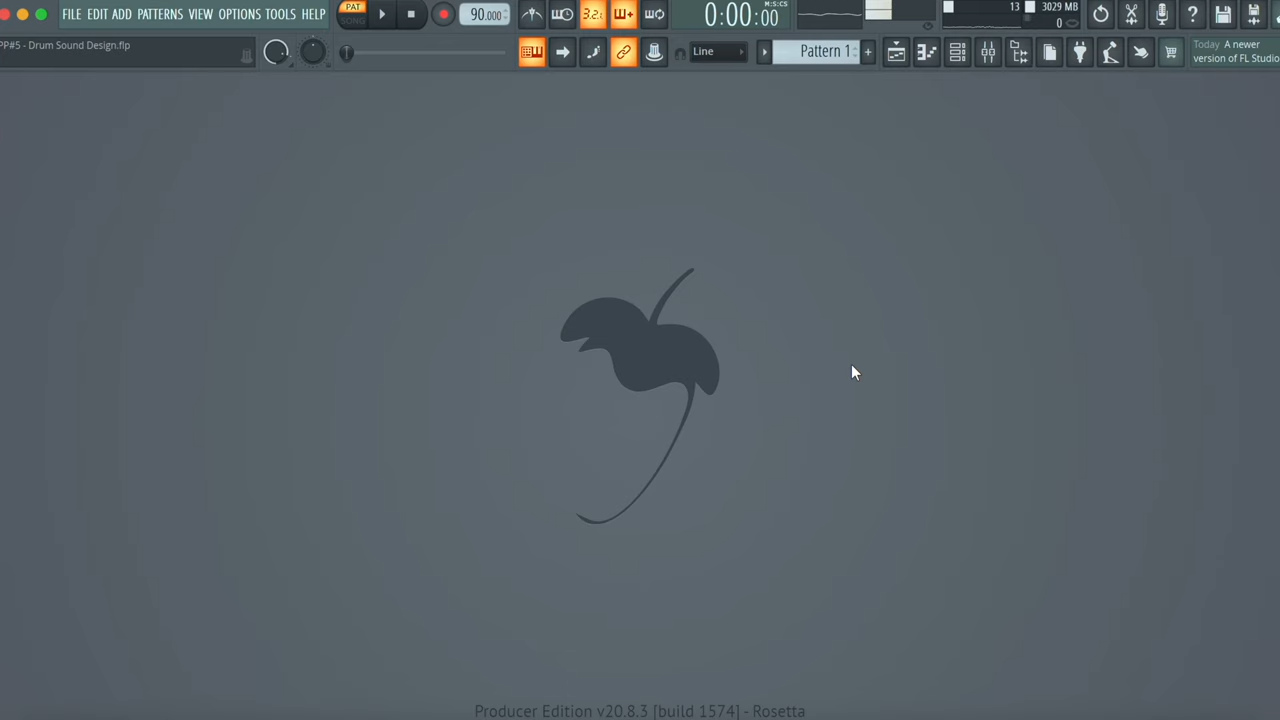 FILE EDIT ADD PATTERNS VIEW OPTIONS TOOLS HELP
PAT
SONG
90.000
3.2.
0:00:00
M:S:CS
13
3029 MB
0
PP#5 - Drum Sound Design.flp
Line
Pattern 1
Today A newer
version of FL Studio
Producer Edition v20.8.3 [build 1574] - Rosetta